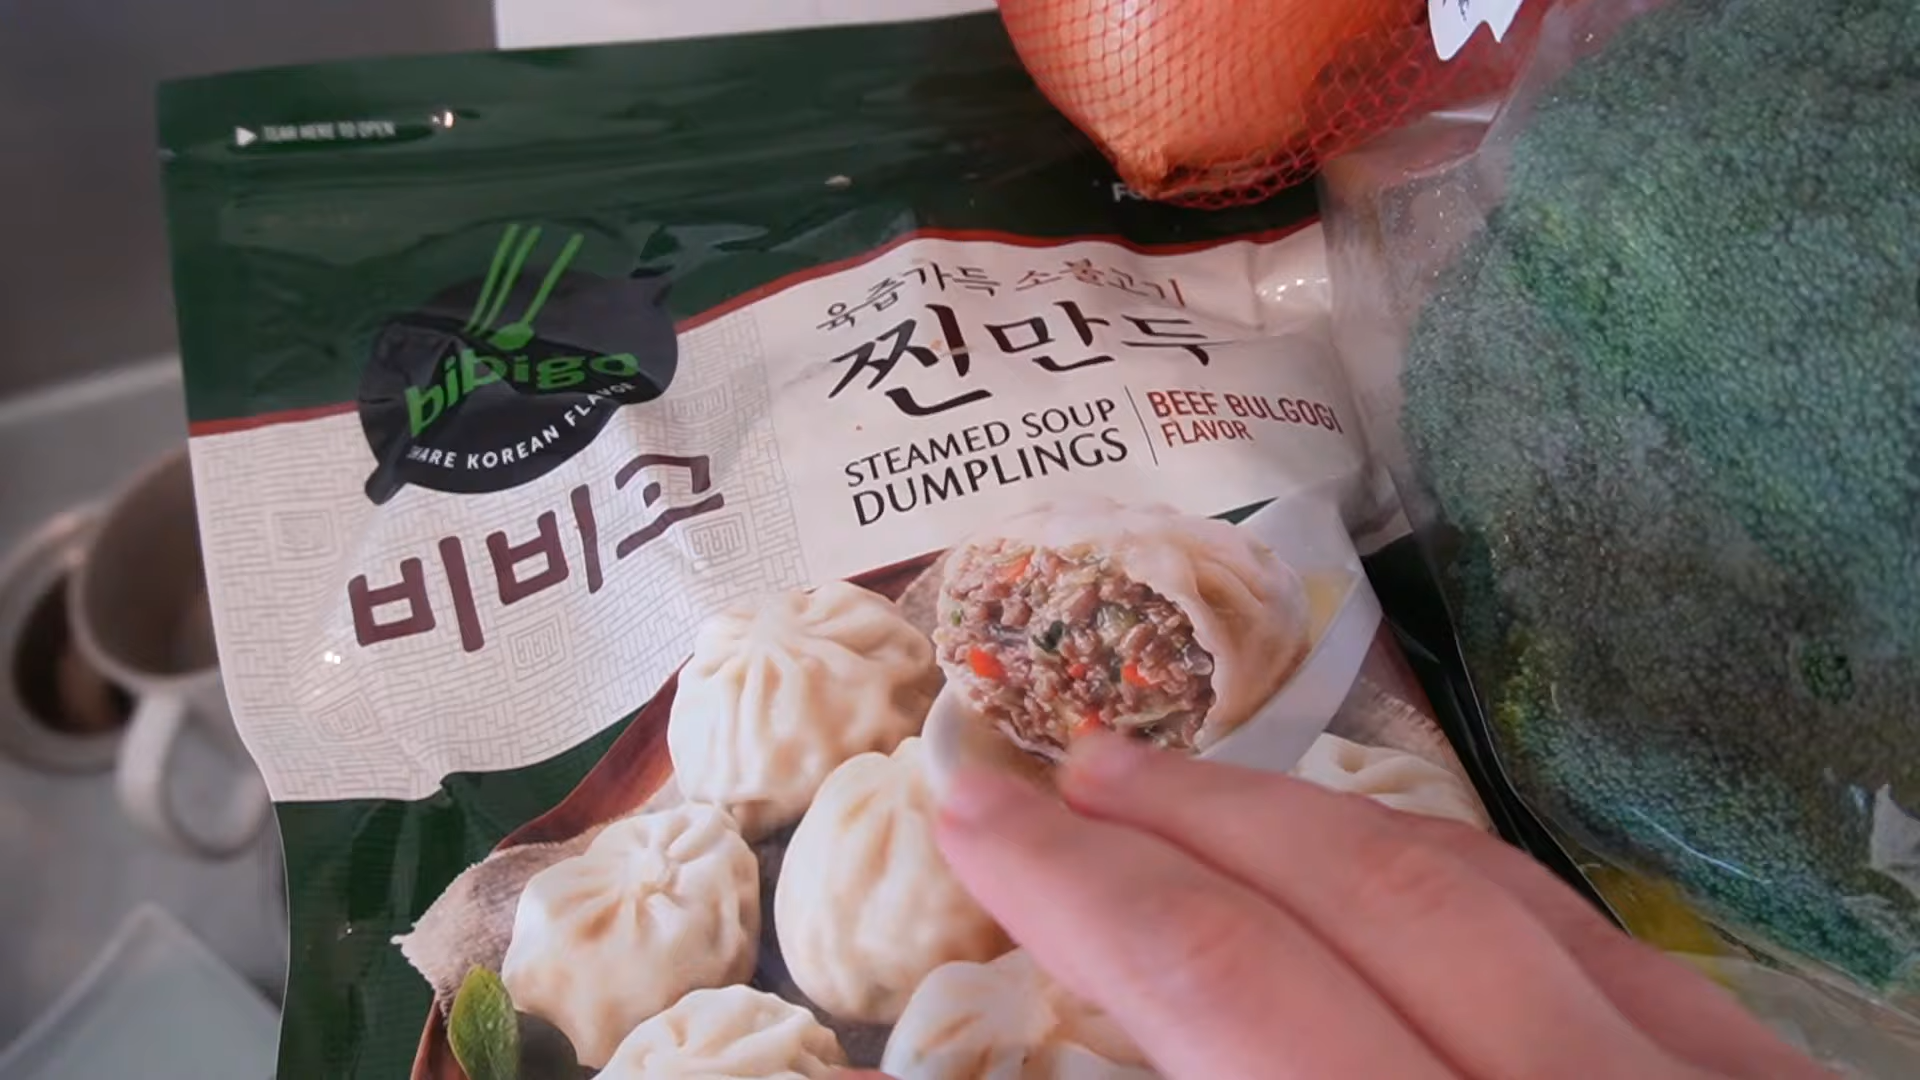 TEAR HERE TO OPEN
bibigo
SHARE KOREAN FLAVOR
비비고
육즙가득 소불고기
찐만두
STEAMED SOUP
DUMPLINGS
BEEF BULGOGI
FLAVOR